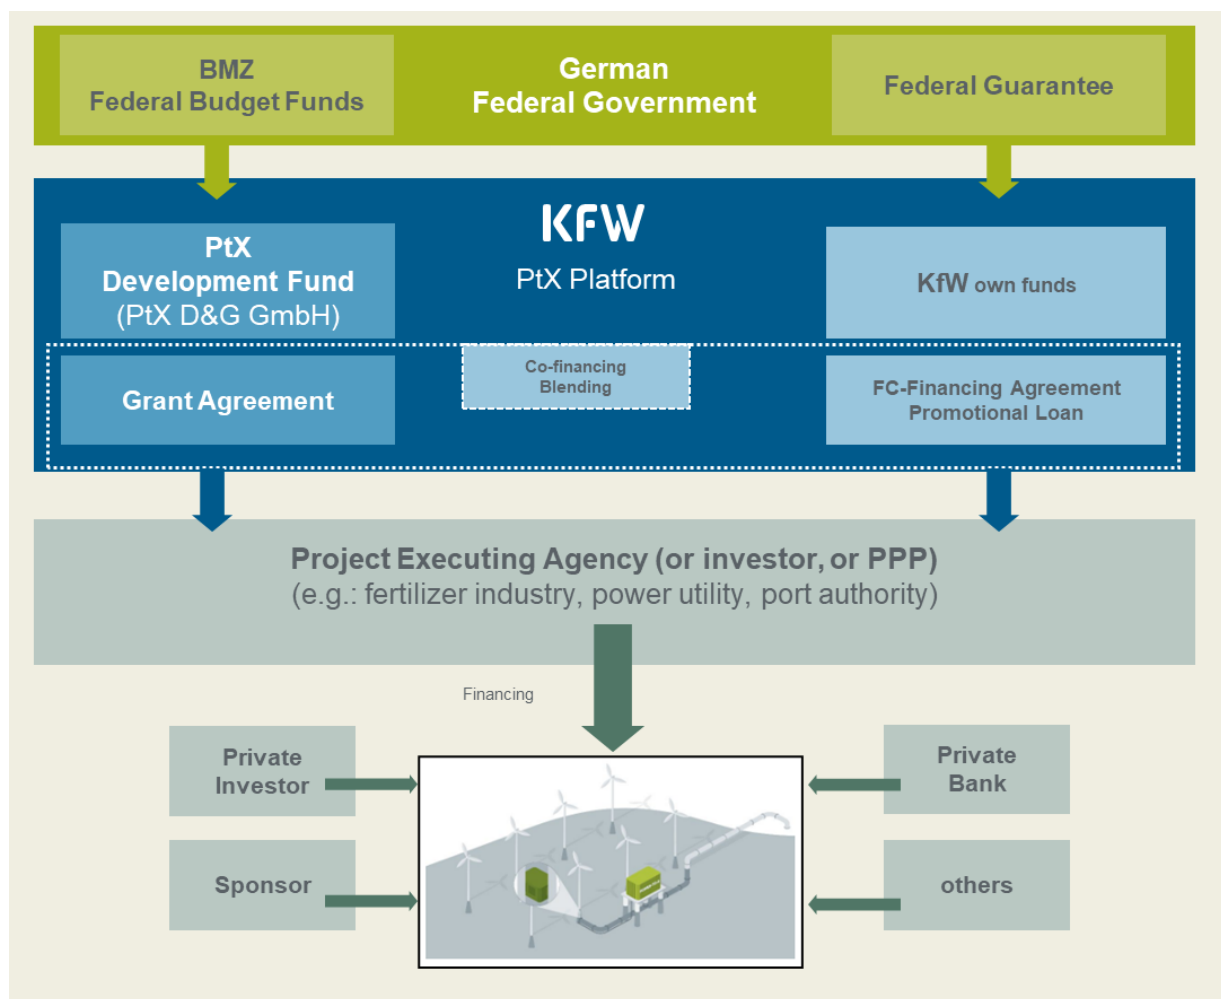 BMZ
Federal Budget Funds
German
Federal Government
Federal Guarantee
KFW
PtX Platform
PtX
Development Fund
(PtX D&G GmbH)
KfW own funds
Grant Agreement
Co-financing
Blending
FC-Financing Agreement
Promotional Loan
Project Executing Agency (or investor, or PPP)
(e.g.: fertilizer industry, power utility, port authority)
Financing
Private
Investor
Private
Bank
Sponsor
others